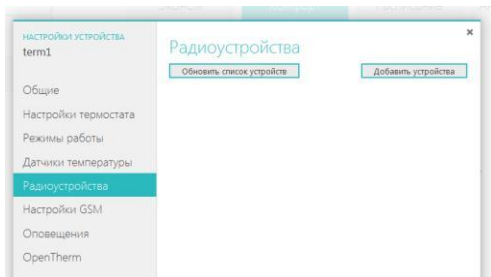 НАСТРОЙКИ УСТРОЙСТВА
term1
Общие
Настройки термостата
Режимы работы
Датчики температуры
Радиоустройства
Настройки GSM
Оповещения
OpenTherm
Радиоустройства
Обновить список устройств
Добавить устройства
×